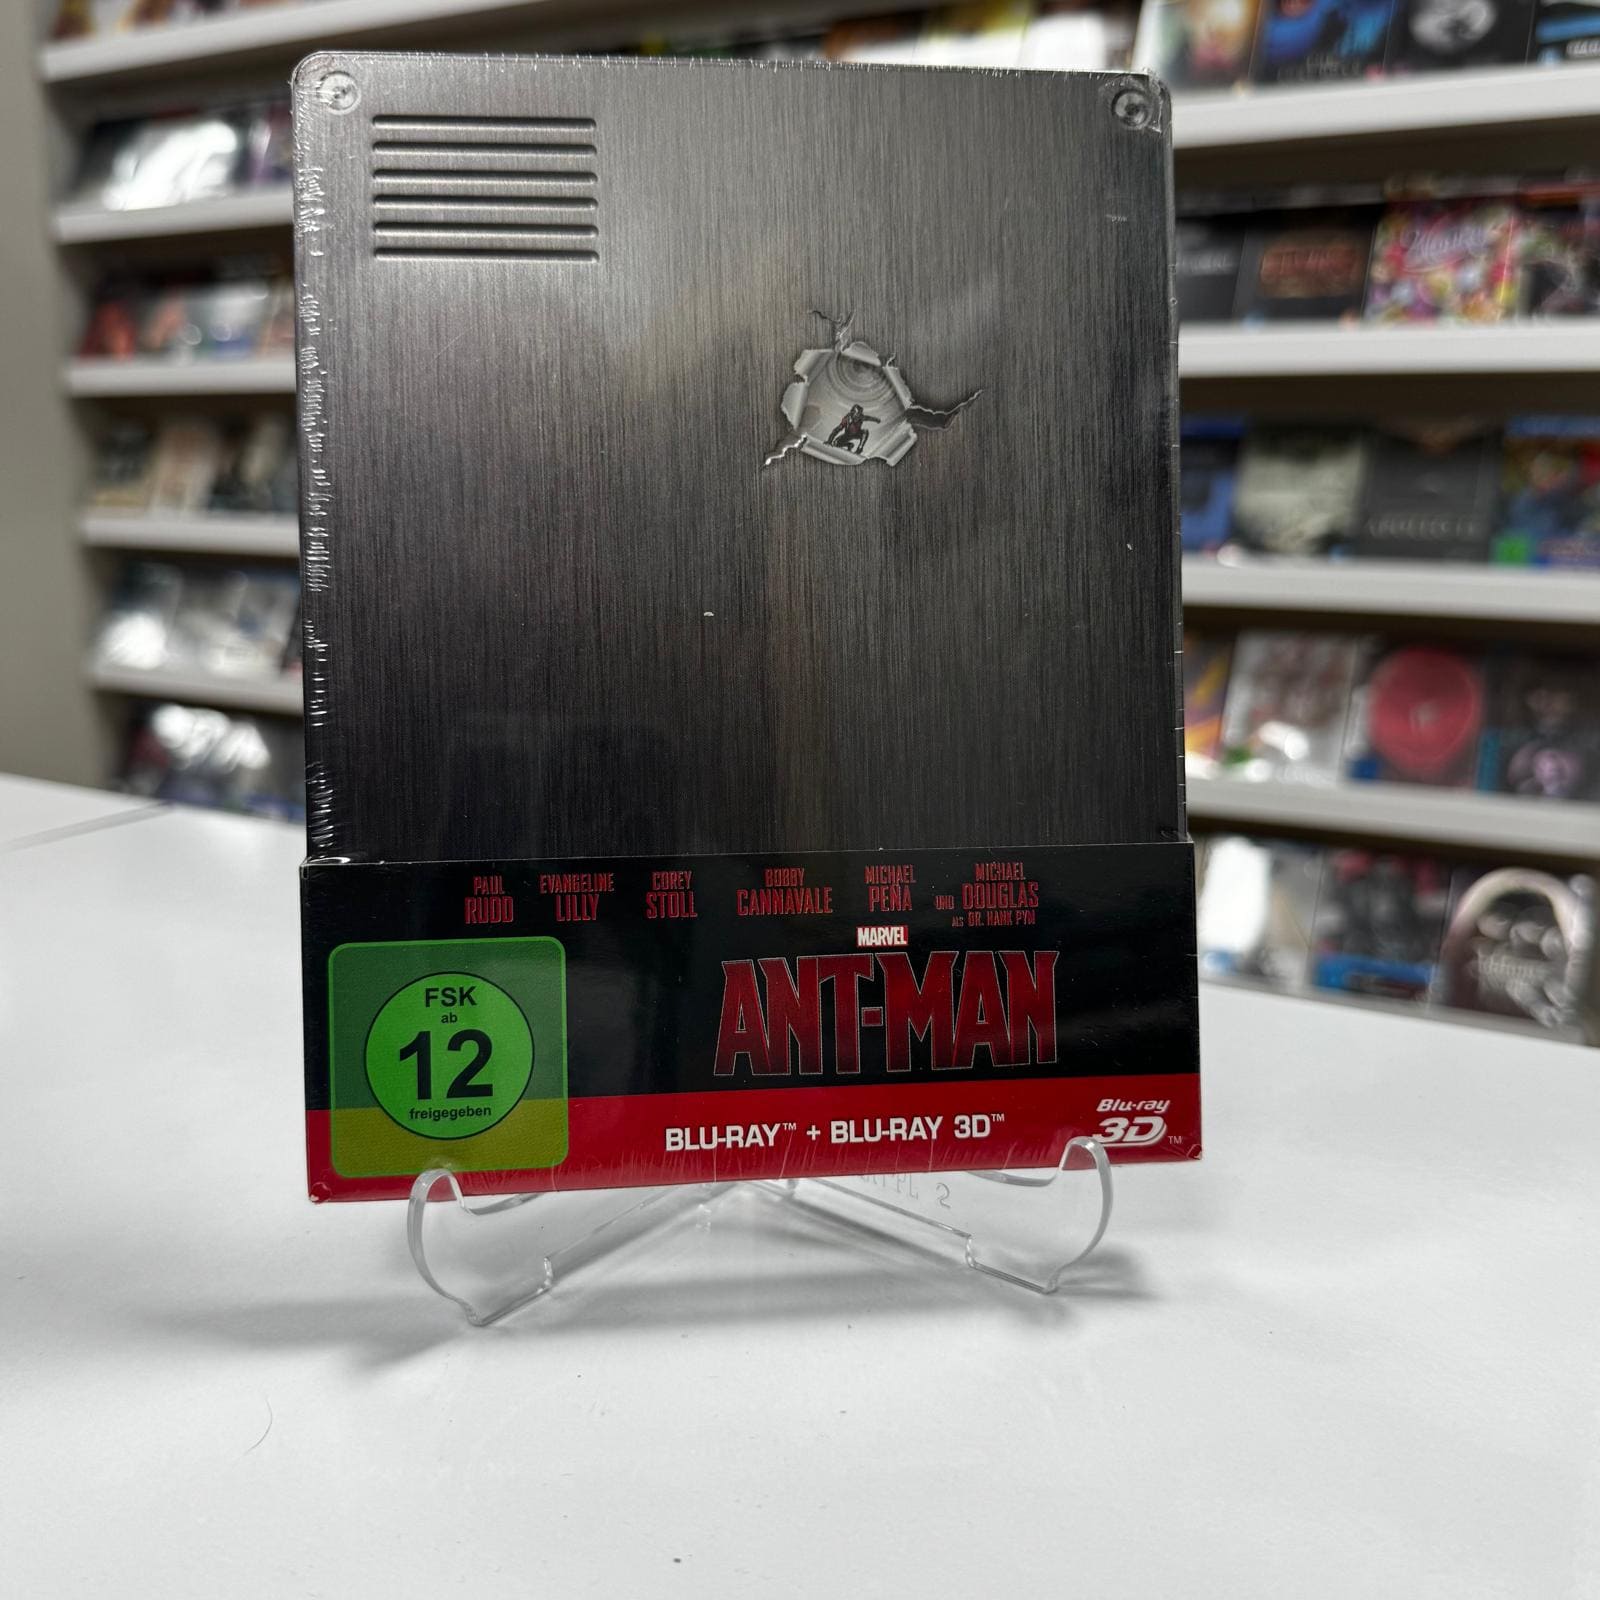 PAUL RUDD
EVANGELINE LILLY
COREY STOLL
BOBBY CANNAVALE
MICHAEL PEÑA
UND MICHAEL DOUGLAS
ALS DR. HANK PYM
MARVEL
ANT-MAN
FSK
ab
12
freigegeben
BLU-RAY™ + BLU-RAY 3D™
Blu-ray
3D™